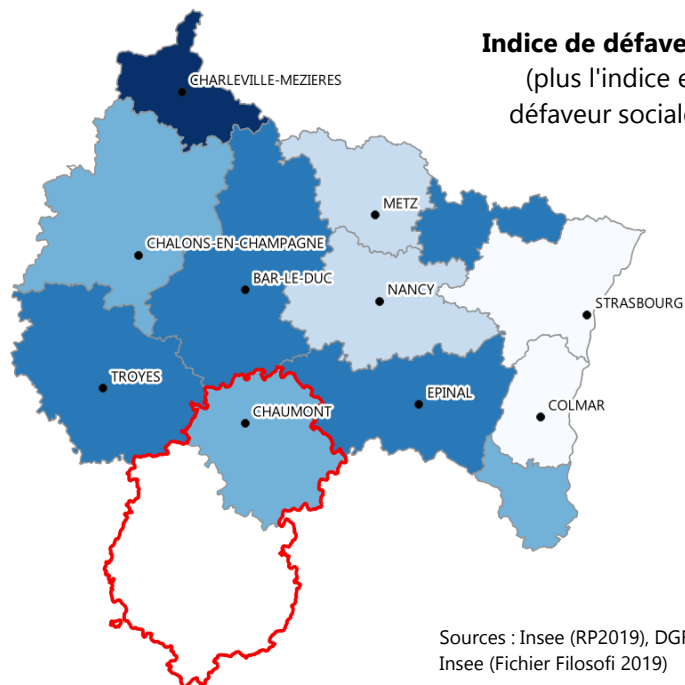 Indice de défave
(plus l'indice e
défaveur sociale
CHARLEVILLE-MEZIERES
METZ
CHALONS-EN-CHAMPAGNE
BAR-LE-DUC
NANCY
STRASBOURG
TROYES
EPINAL
CHAUMONT
COLMAR
Sources : Insee (RP2019), DGF
Insee (Fichier Filosofi 2019)